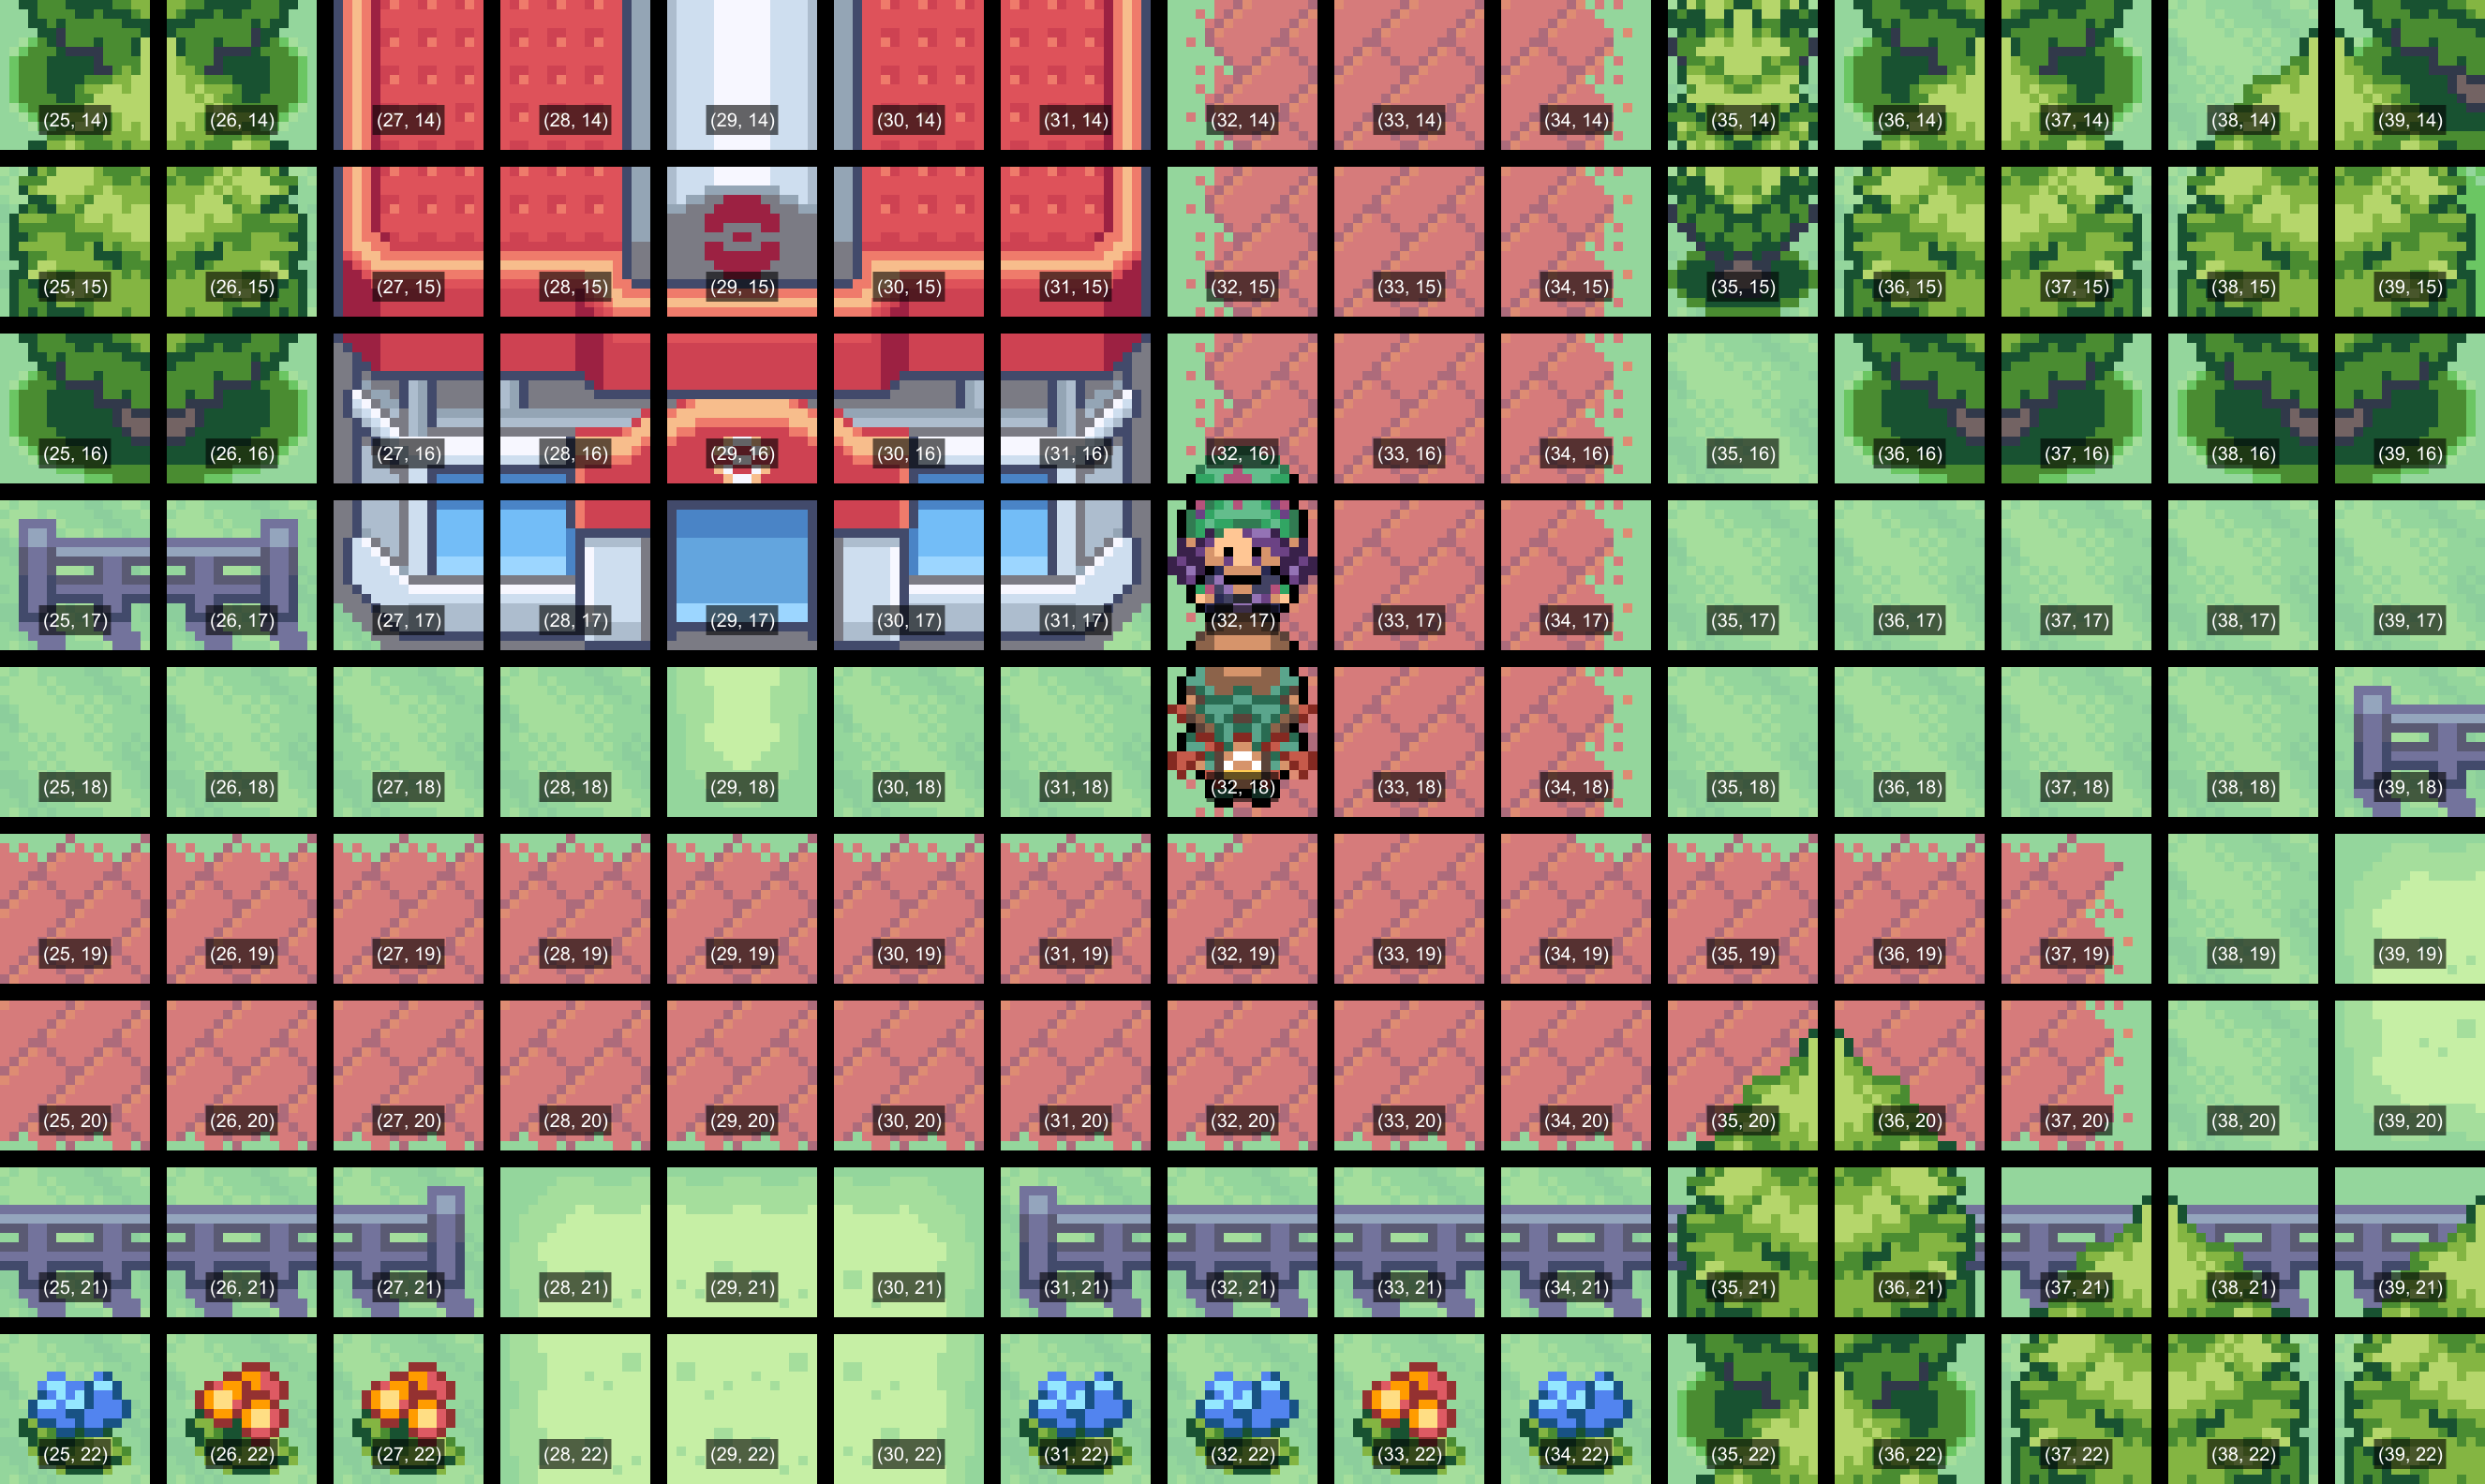 (25, 14) (26, 14) (27, 14) (28, 14) (29, 14) (30, 14) (31, 14) (32, 14) (33, 14) (34, 14) (35, 14) (36, 14) (37, 14) (38, 14) (39, 14)
(25, 15) (26, 15) (27, 15) (28, 15) (29, 15) (30, 15) (31, 15) (32, 15) (33, 15) (34, 15) (35, 15) (36, 15) (37, 15) (38, 15) (39, 15)
(25, 16) (26, 16) (27, 16) (28, 16) (29, 16) (30, 16) (31, 16) (32, 16) (33, 16) (34, 16) (35, 16) (36, 16) (37, 16) (38, 16) (39, 16)
(25, 17) (26, 17) (27, 17) (28, 17) (29, 17) (30, 17) (31, 17) (32, 17) (33, 17) (34, 17) (35, 17) (36, 17) (37, 17) (38, 17) (39, 17)
(25, 18) (26, 18) (27, 18) (28, 18) (29, 18) (30, 18) (31, 18) (32, 18) (33, 18) (34, 18) (35, 18) (36, 18) (37, 18) (38, 18) (39, 18)
(25, 19) (26, 19) (27, 19) (28, 19) (29, 19) (30, 19) (31, 19) (32, 19) (33, 19) (34, 19) (35, 19) (36, 19) (37, 19) (38, 19) (39, 19)
(25, 20) (26, 20) (27, 20) (28, 20) (29, 20) (30, 20) (31, 20) (32, 20) (33, 20) (34, 20) (35, 20) (36, 20) (37, 20) (38, 20) (39, 20)
(25, 21) (26, 21) (27, 21) (28, 21) (29, 21) (30, 21) (31, 21) (32, 21) (33, 21) (34, 21) (35, 21) (36, 21) (37, 21) (38, 21) (39, 21)
(25, 22) (26, 22) (27, 22) (28, 22) (29, 22) (30, 22) (31, 22) (32, 22) (33, 22) (34, 22) (35, 22) (36, 22) (37, 22) (38, 22) (39, 22)